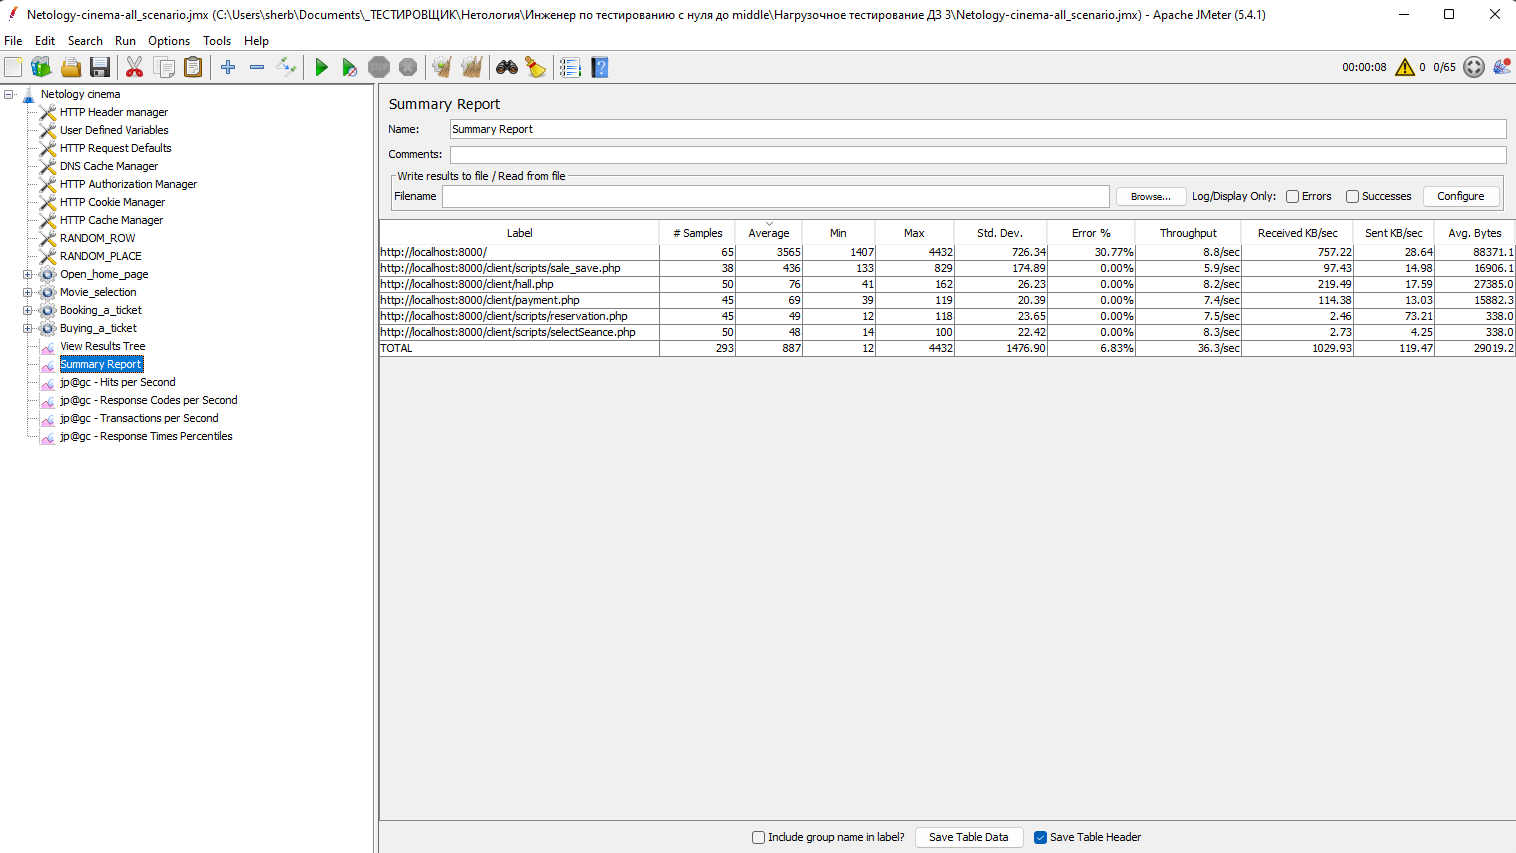 Netology-cinema-all_scenario.jmx (C:\Users\sherb\Documents\_ТЕСТИРОВЩИК\Нетология\Инженер по тестированию с нуля до middle\Нагрузочное тестирование ДЗ 3\Netology-cinema-all_scenario.jmx) - Apache JMeter (5.4.1)
File Edit Search Run Options Tools Help
STOP 00:00:08 0 0/65
Netology cinema
HTTP Header manager
User Defined Variables
HTTP Request Defaults
DNS Cache Manager
HTTP Authorization Manager
HTTP Cookie Manager
HTTP Cache Manager
RANDOM_ROW
RANDOM_PLACE
Open_home_page
Movie_selection
Booking_a_ticket
Buying_a_ticket
View Results Tree
Summary Report
jp@gc - Hits per Second
jp@gc - Response Codes per Second
jp@gc - Transactions per Second
jp@gc - Response Times Percentiles
Summary Report
Name: Summary Report
Comments:
Write results to file / Read from file
Filename Browse... Log/Display Only: Errors Successes Configure
Label # Samples Average Min Max Std. Dev. Error % Throughput Received KB/sec Sent KB/sec Avg. Bytes
http://localhost:8000/ 65 3565 1407 4432 726.34 30.77% 8.8/sec 757.22 28.64 88371.1
http://localhost:8000/client/scripts/sale_save.php 38 436 133 829 174.89 0.00% 5.9/sec 97.43 14.98 16906.1
http://localhost:8000/client/hall.php 50 76 41 162 26.23 0.00% 8.2/sec 219.49 17.59 27385.0
http://localhost:8000/client/payment.php 45 69 39 119 20.39 0.00% 7.4/sec 114.38 13.03 15882.3
http://localhost:8000/client/scripts/reservation.php 45 49 12 118 23.65 0.00% 7.5/sec 2.46 73.21 338.0
http://localhost:8000/client/scripts/selectSeance.php 50 48 14 100 22.42 0.00% 8.3/sec 2.73 4.25 338.0
TOTAL 293 887 12 4432 1476.90 6.83% 36.3/sec 1029.93 119.47 29019.2
Include group name in label? Save Table Data Save Table Header